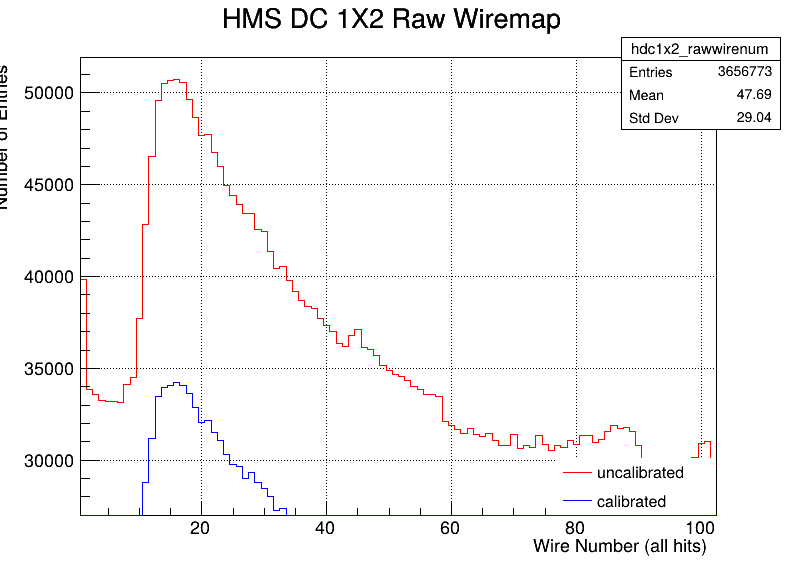 HMS DC 1X2 Raw Wiremap
hdc1x2_rawwirenum
Entries 3656773
Mean 47.69
Std Dev 29.04
Number of Entries
50000
45000
40000
35000
30000
uncalibrated
calibrated
20 40 60 80 100
Wire Number (all hits)